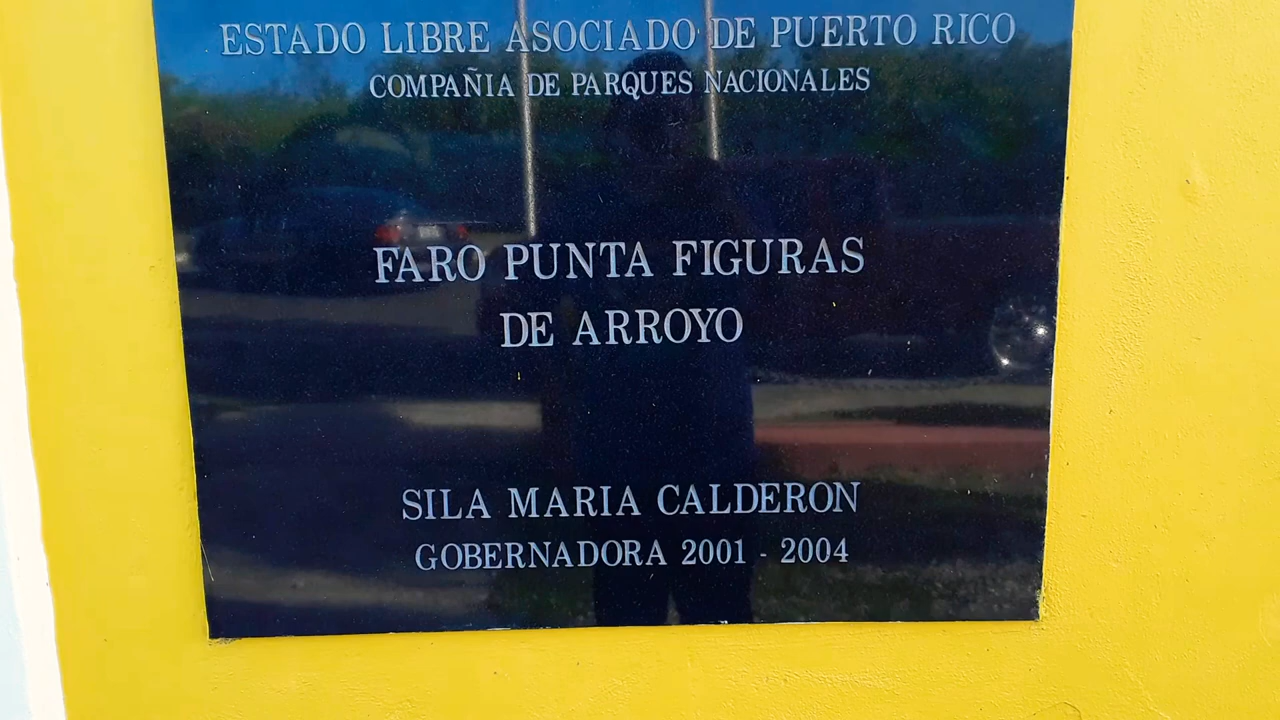 ESTADO LIBRE ASOCIADO DE PUERTO RICO
COMPAÑIA DE PARQUES NACIONALES
FARO PUNTA FIGURAS
DE ARROYO
SILA MARIA CALDERON
GOBERNADORA 2001 - 2004